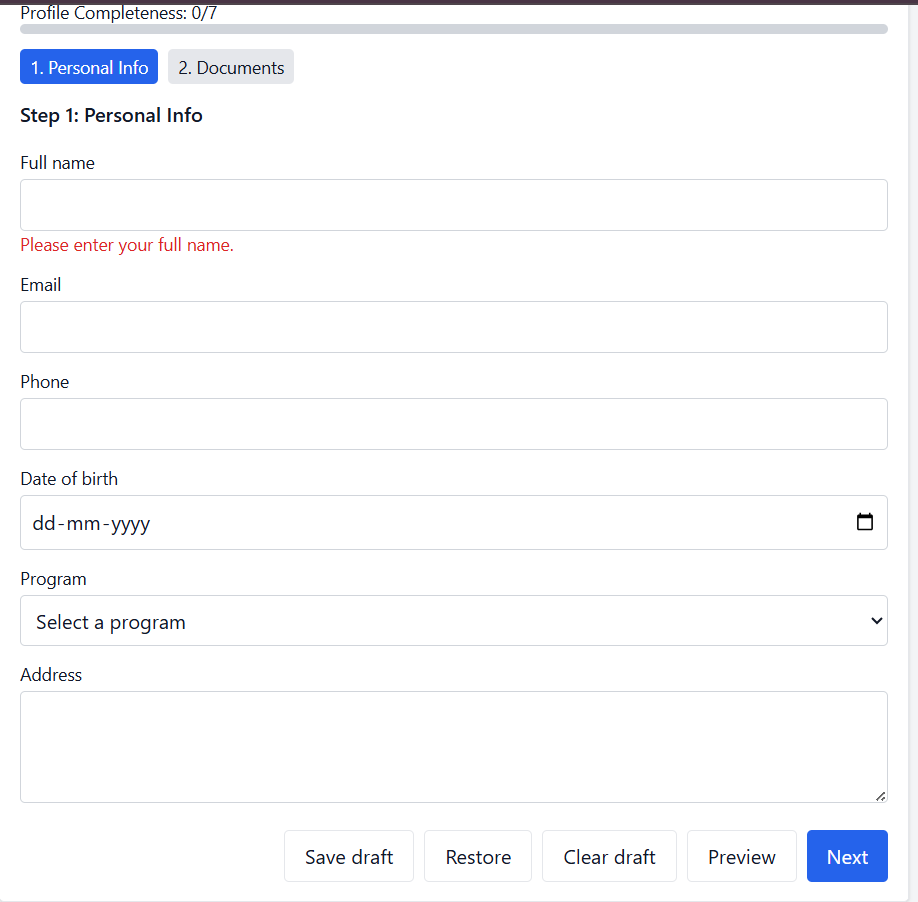 Profile Completeness: 0/7
1. Personal Info 2. Documents
Step 1: Personal Info
Full name
Please enter your full name.
Email
Phone
Date of birth
dd-mm-yyyy
Program
Select a program
Address
Save draft Restore Clear draft Preview Next